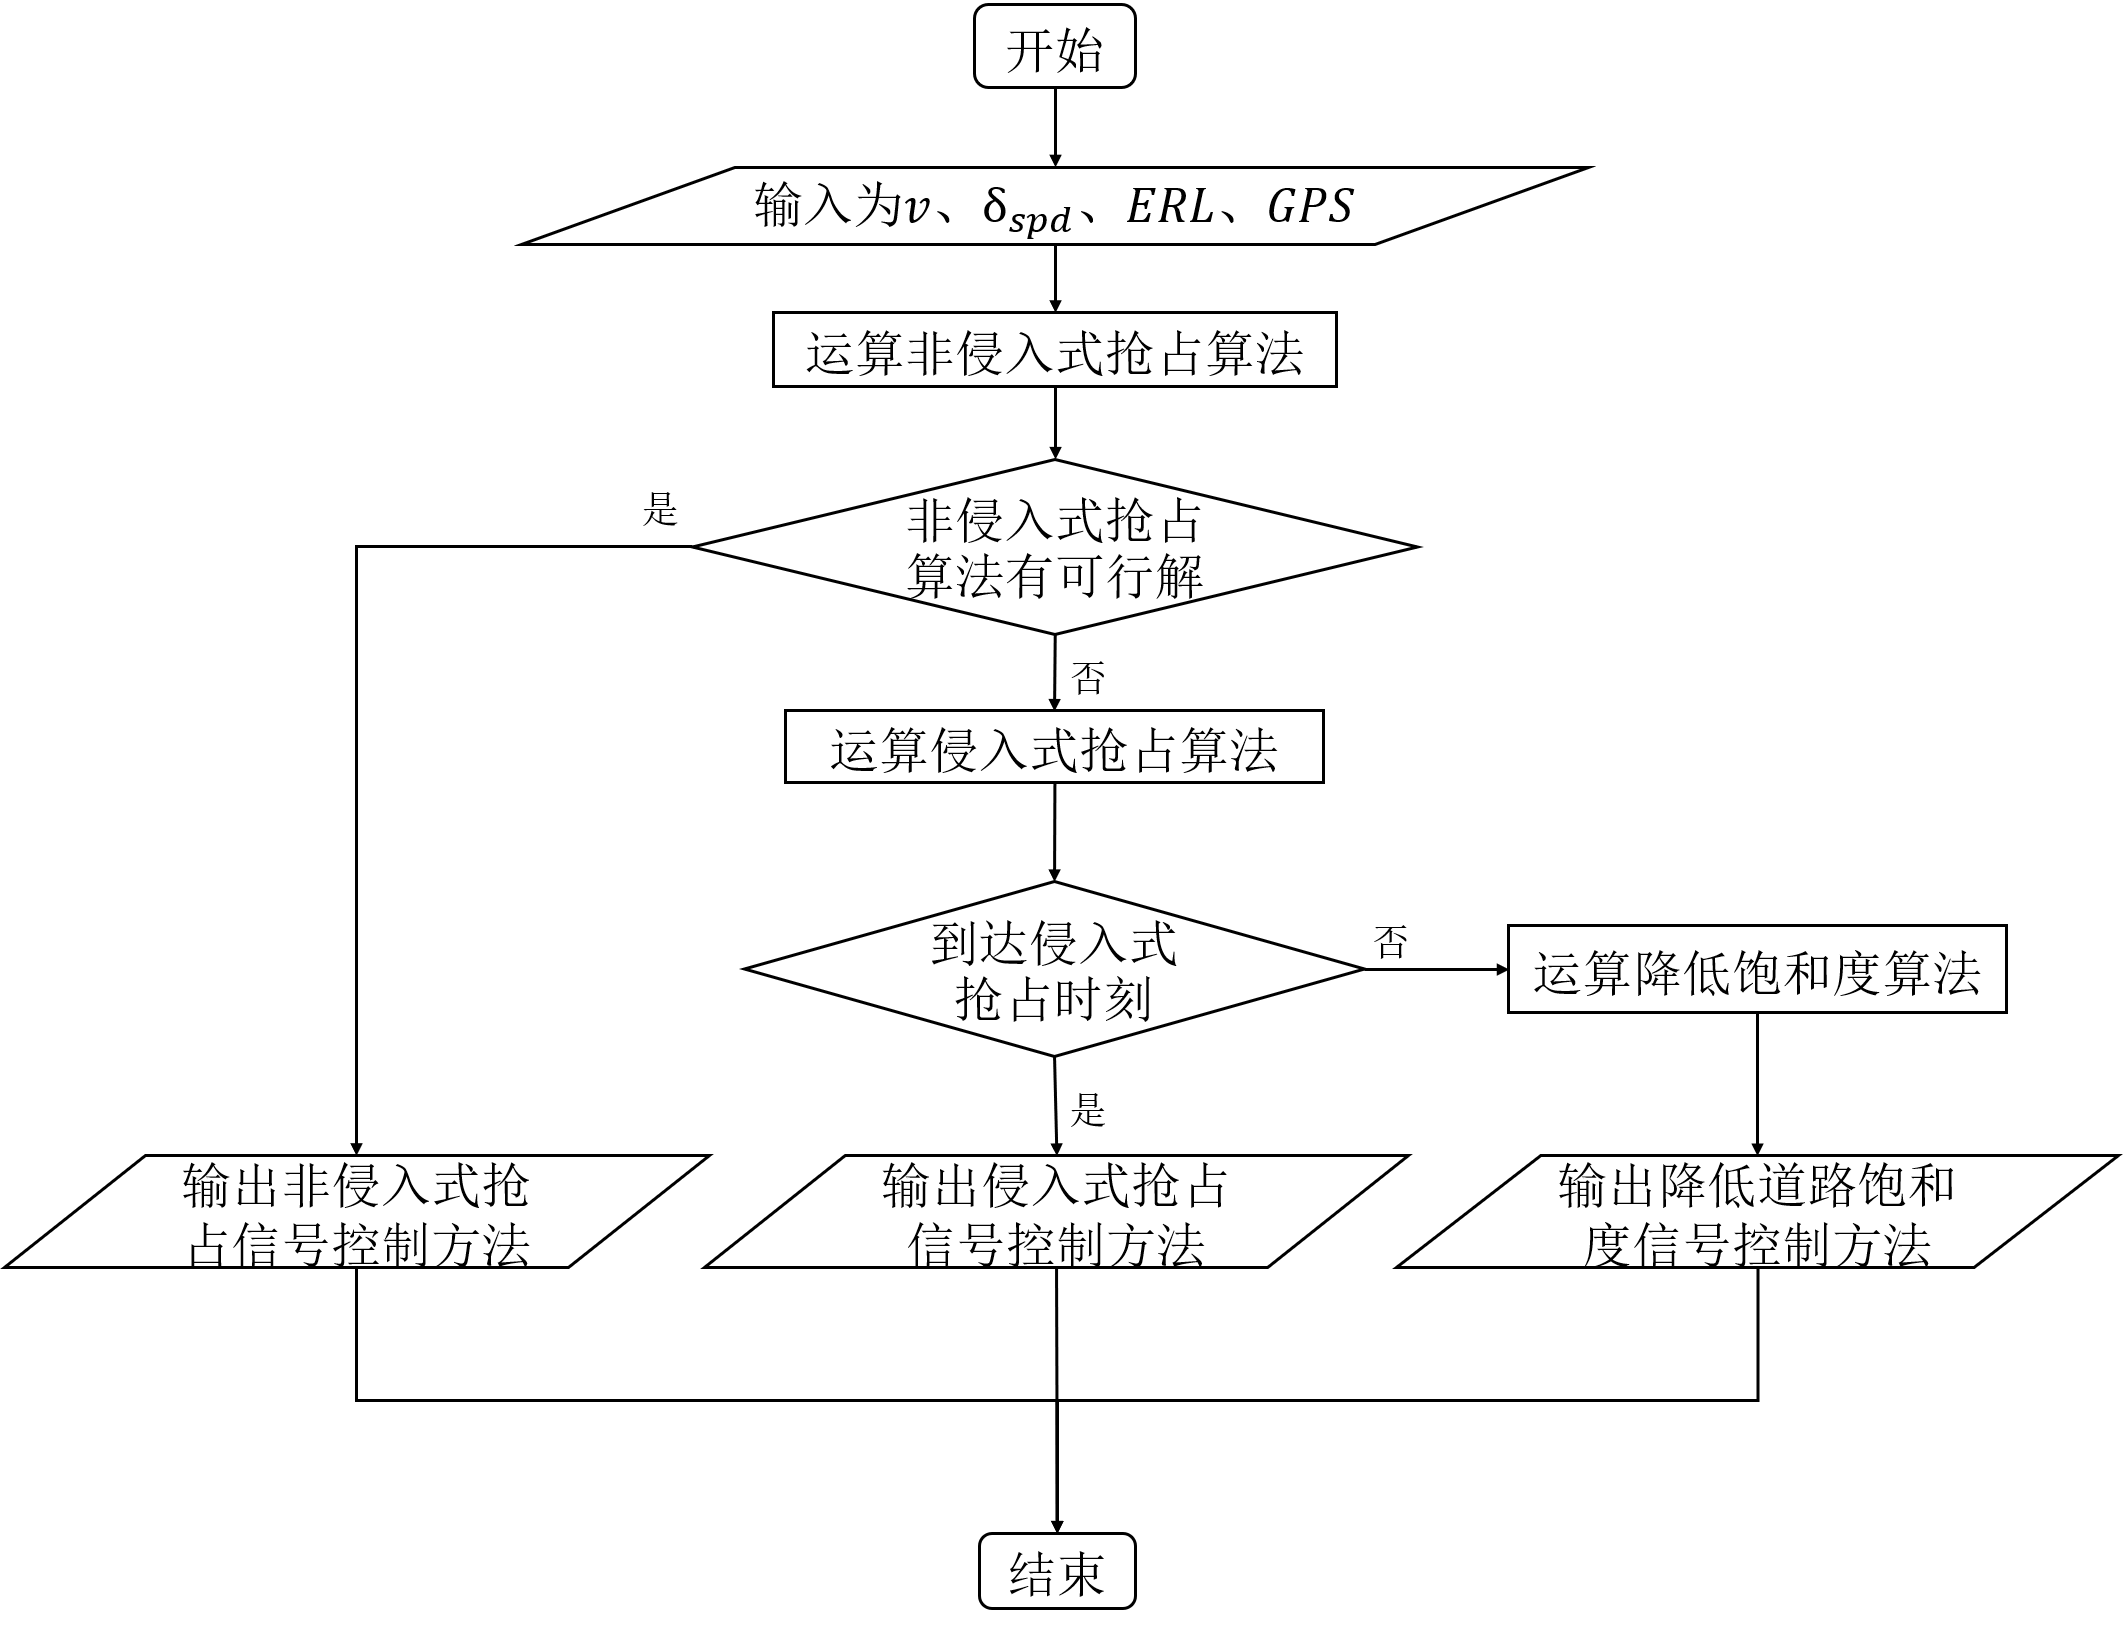 开始
输入为v、δspd、ERL、GPS
运算非侵入式抢占算法
是
非侵入式抢占
算法有可行解
否
运算侵入式抢占算法
到达侵入式
抢占时刻
否
运算降低饱和度算法
是
输出非侵入式抢
占信号控制方法
输出侵入式抢占
信号控制方法
输出降低道路饱和
度信号控制方法
结束